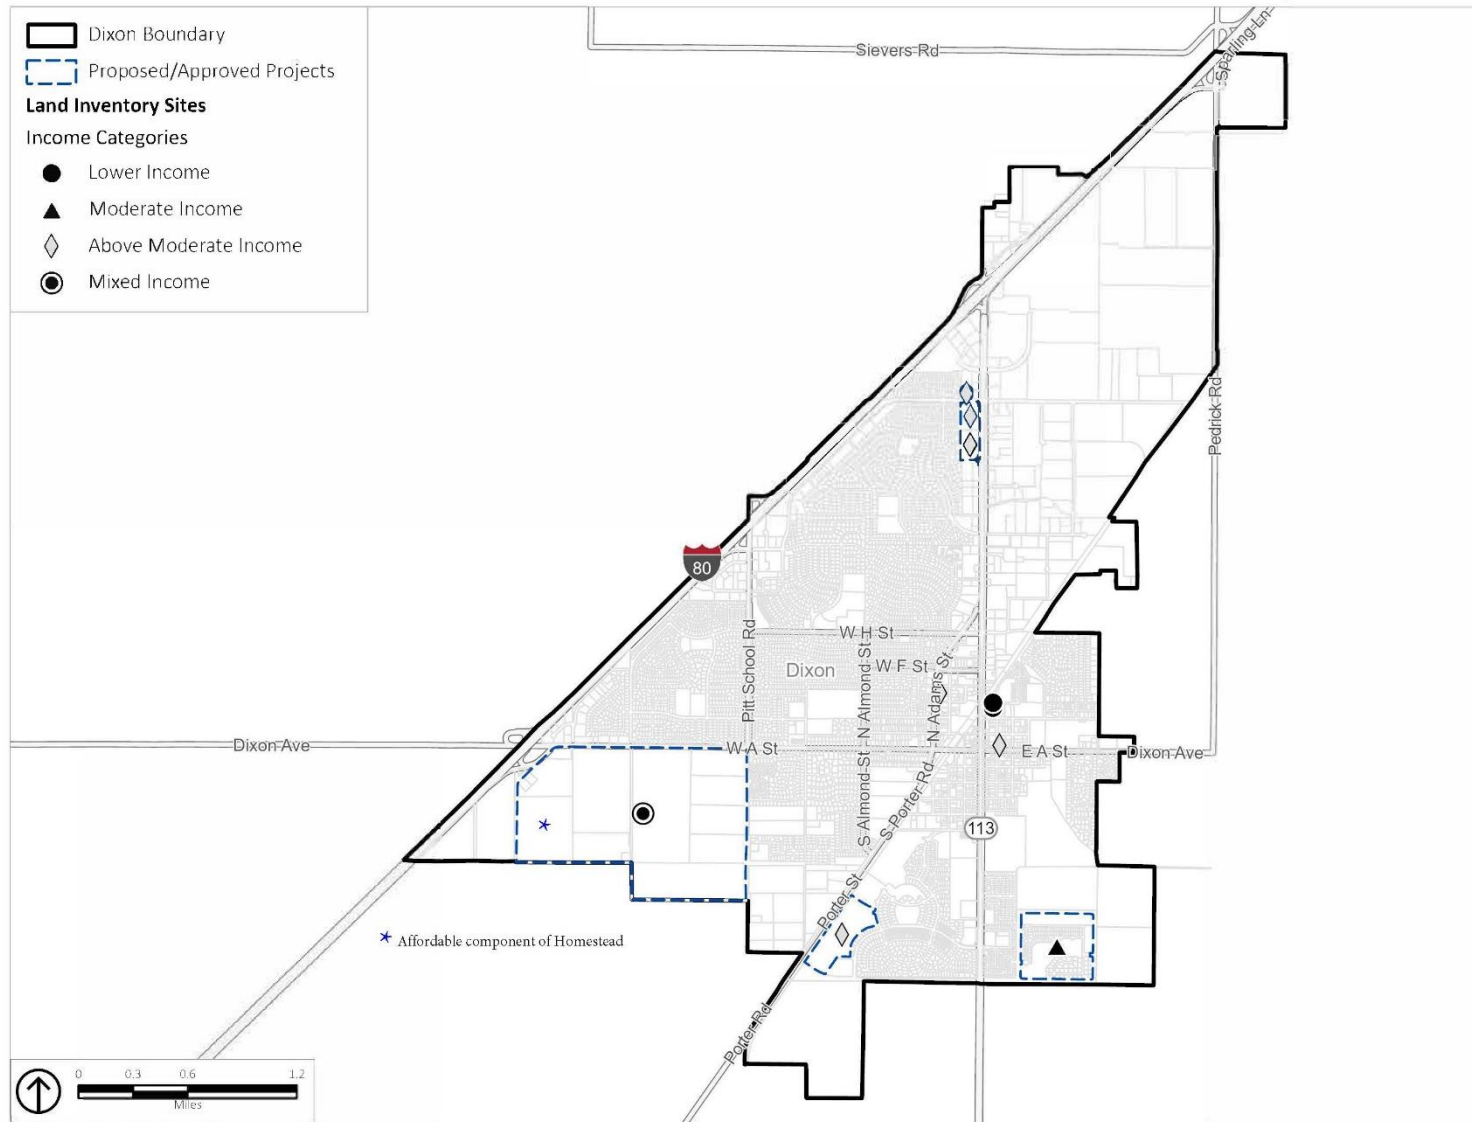 Dixon Boundary
Proposed/Approved Projects
Land Inventory Sites
Income Categories
Lower Income
Moderate Income
Above Moderate Income
Mixed Income
Sievers Rd
Sparling Ln
Pedrick Rd
80
W H St
W F St
Dixon
Pitt School Rd
N Almond St
N Adams St
Dixon Ave
W A St
E A St
Dixon Ave
S Almond St
S Porter Rd
113
Porter St
Affordable component of Homestead
Porter Rd
0 0.3 0.6 1.2
Miles